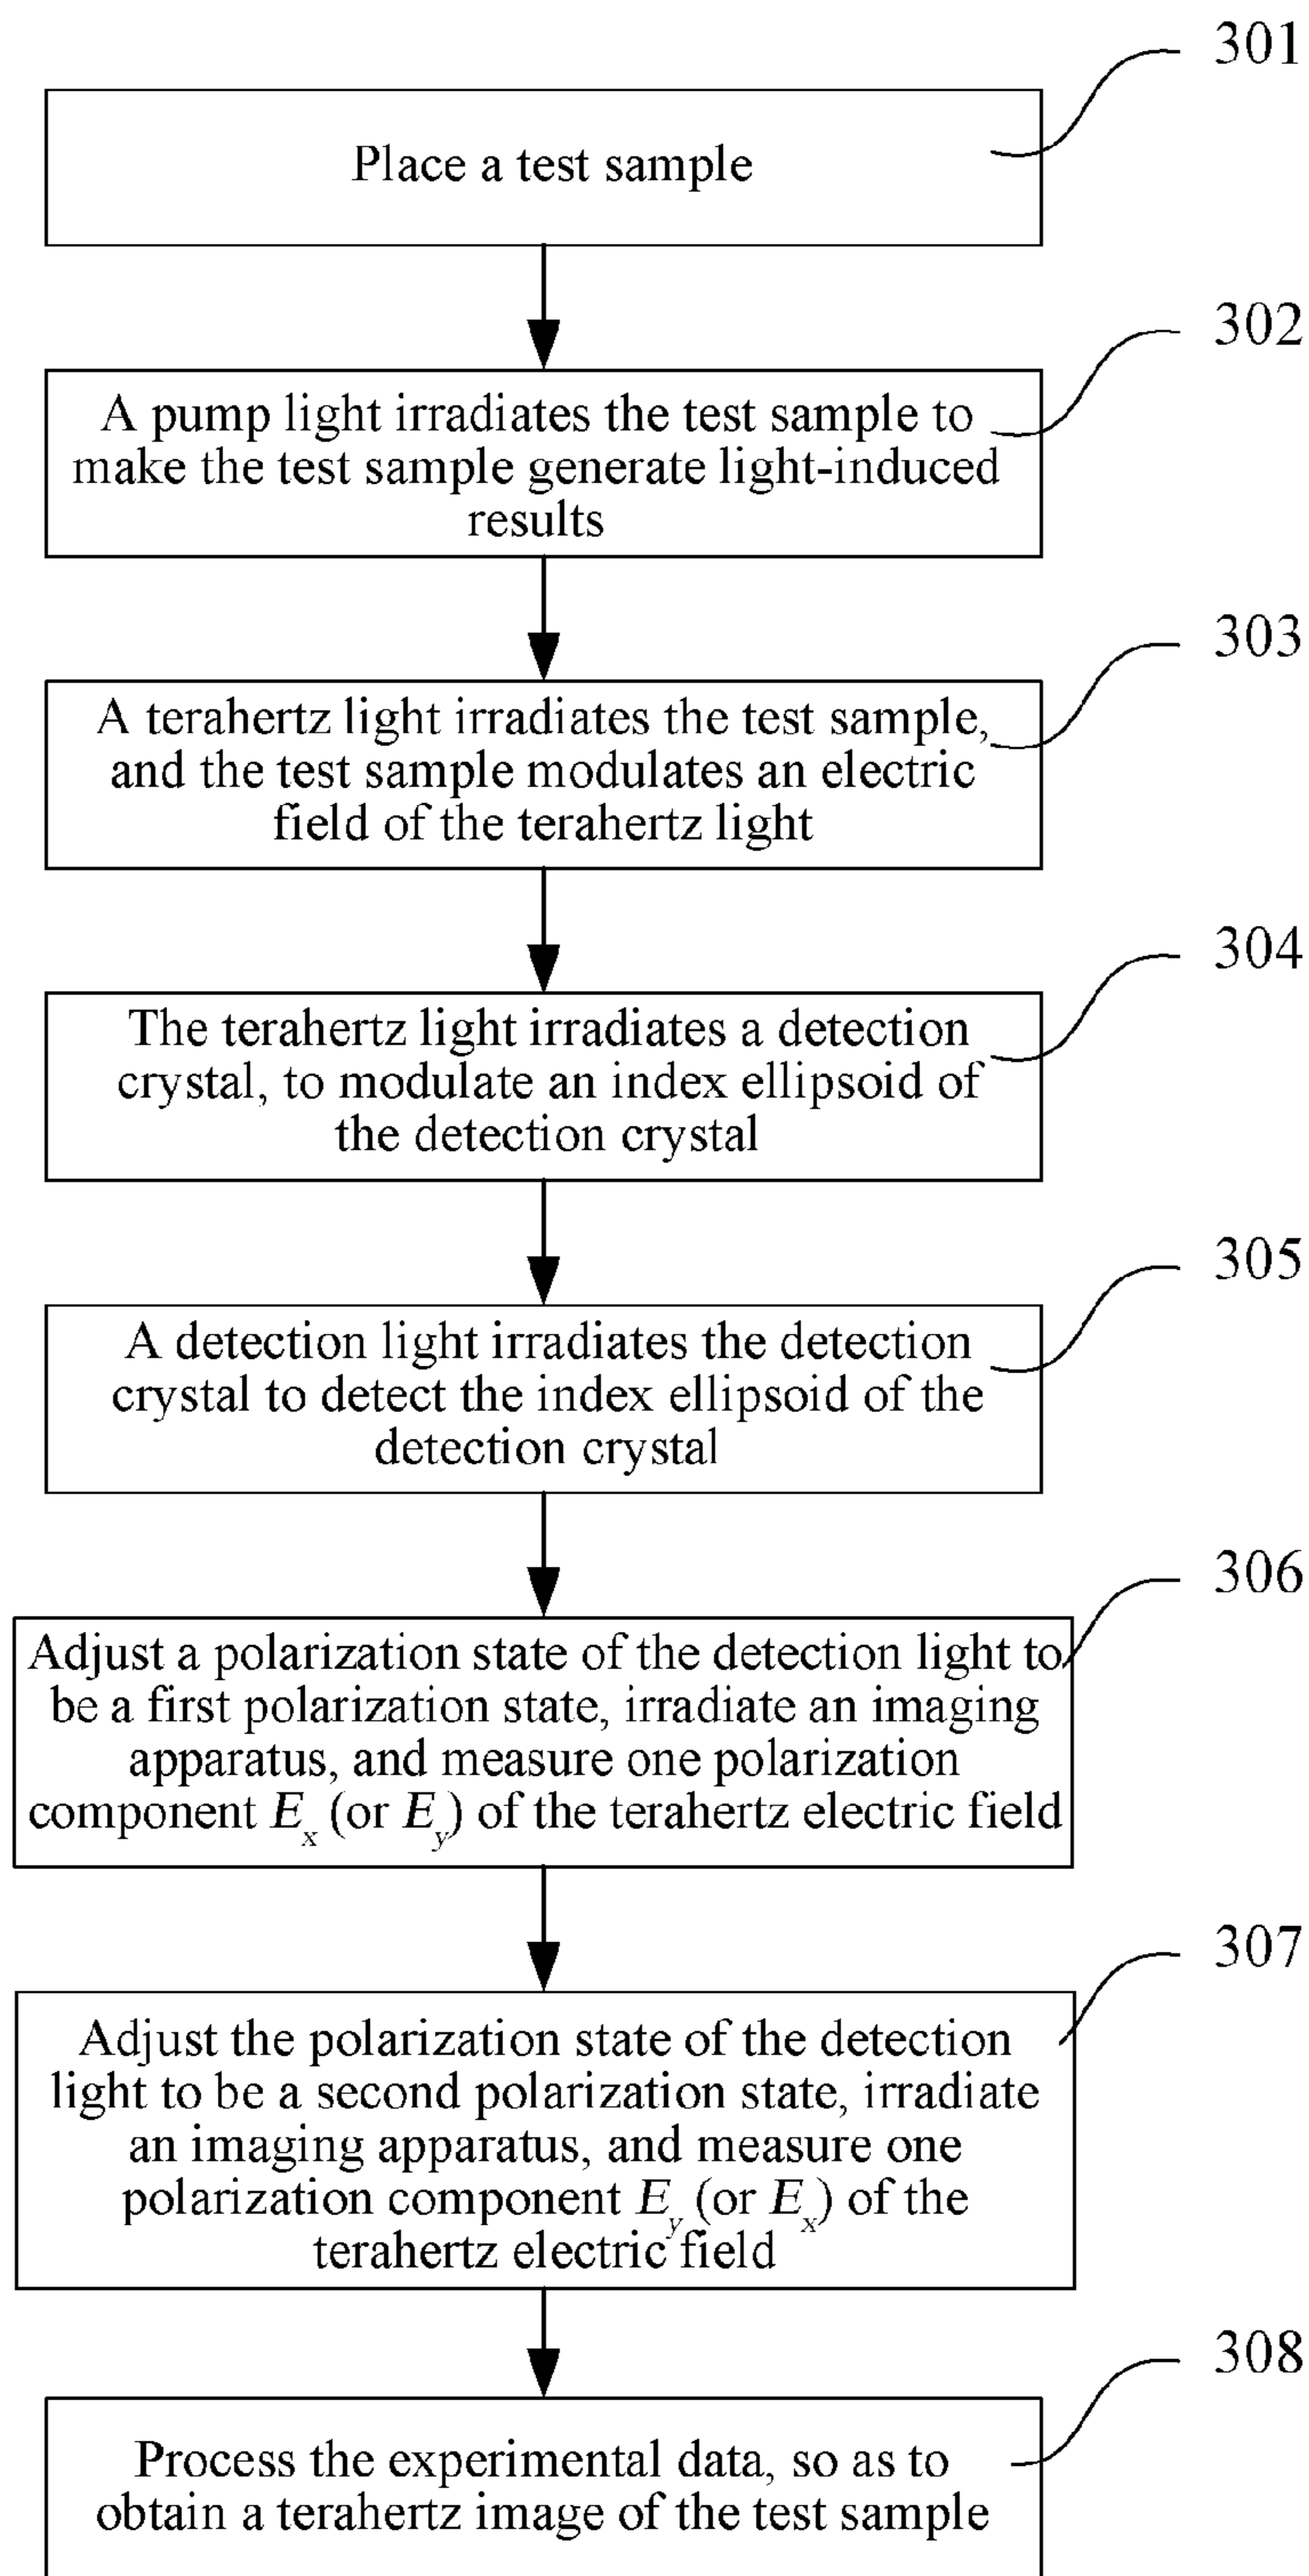 301
Place a test sample
302
A pump light irradiates the test sample to
make the test sample generate light-induced
results
303
A terahertz light irradiates the test sample,
and the test sample modulates an electric
field of the terahertz light
304
The terahertz light irradiates a detection
crystal, to modulate an index ellipsoid of
the detection crystal
305
A detection light irradiates the detection
crystal to detect the index ellipsoid of the
detection crystal
306
Adjust a polarization state of the detection light to
be a first polarization state, irradiate an imaging
apparatus, and measure one polarization
component Ex (or Ey) of the terahertz electric field
307
Adjust the polarization state of the detection
light to be a second polarization state, irradiate
an imaging apparatus, and measure one
polarization component Ey (or Ex) of the
terahertz electric field
308
Process the experimental data, so as to
obtain a terahertz image of the test sample